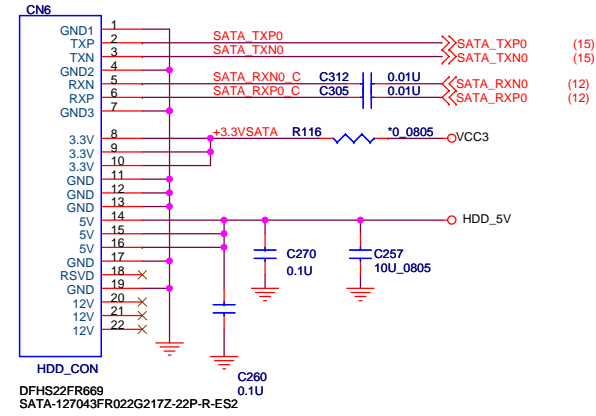 CN6
GND1 1
TXP 2 SATA_TXP0 SATA_TXP0 (15)
TXN 3 SATA_TXN0 SATA_TXN0 (15)
GND2 4
RXN 5 SATA_RXN0_C C312 0.01U SATA_RXN0 (12)
RXP 6 SATA_RXP0_C C305 0.01U SATA_RXP0 (12)
GND3 7
3.3V 8 +3.3VSATA R116 *0_0805 VCC3
3.3V 9
3.3V 10
GND 11
GND 12
GND 13
5V 14 HDD_5V
5V 15
5V 16
GND 17
RSVD 18
GND 19
12V 20
12V 21
12V 22
C270
0.1U
C257
10U_0805
C260
0.1U
HDD_CON
DFHS22FR669
SATA-127043FR022G217Z-22P-R-ES2